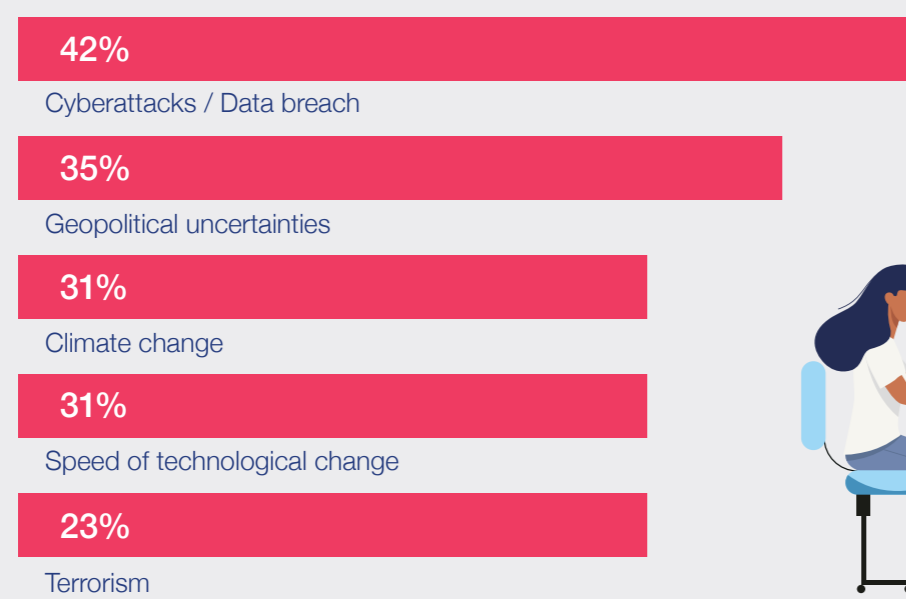 42%
Cyberattacks / Data breach
35%
Geopolitical uncertainties
31%
Climate change
31%
Speed of technological change
23%
Terrorism